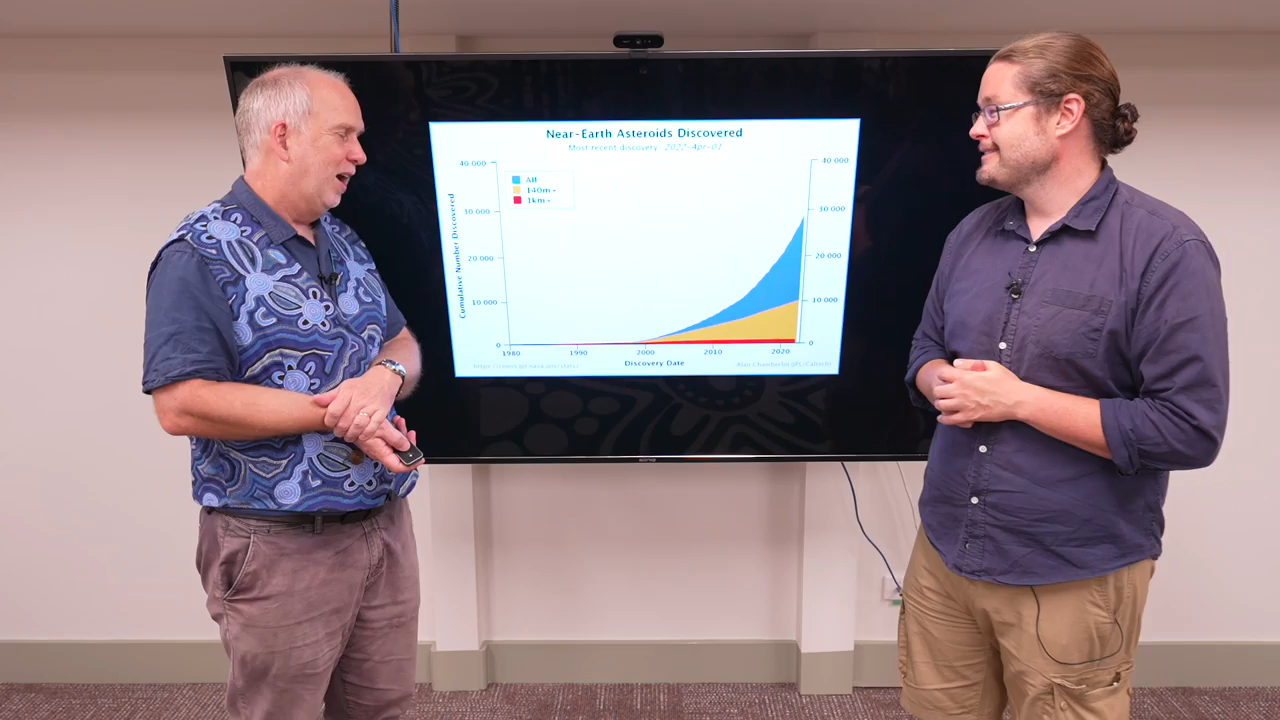 Near-Earth Asteroids Discovered
Most recent discovery: 2022-Apr-01
40 000
30 000
20 000
10 000
0
Cumulative Number Discovered
All
140m+
1km+
40 000
30 000
20 000
10 000
0
1980
1990
2000
2010
2020
Discovery Date